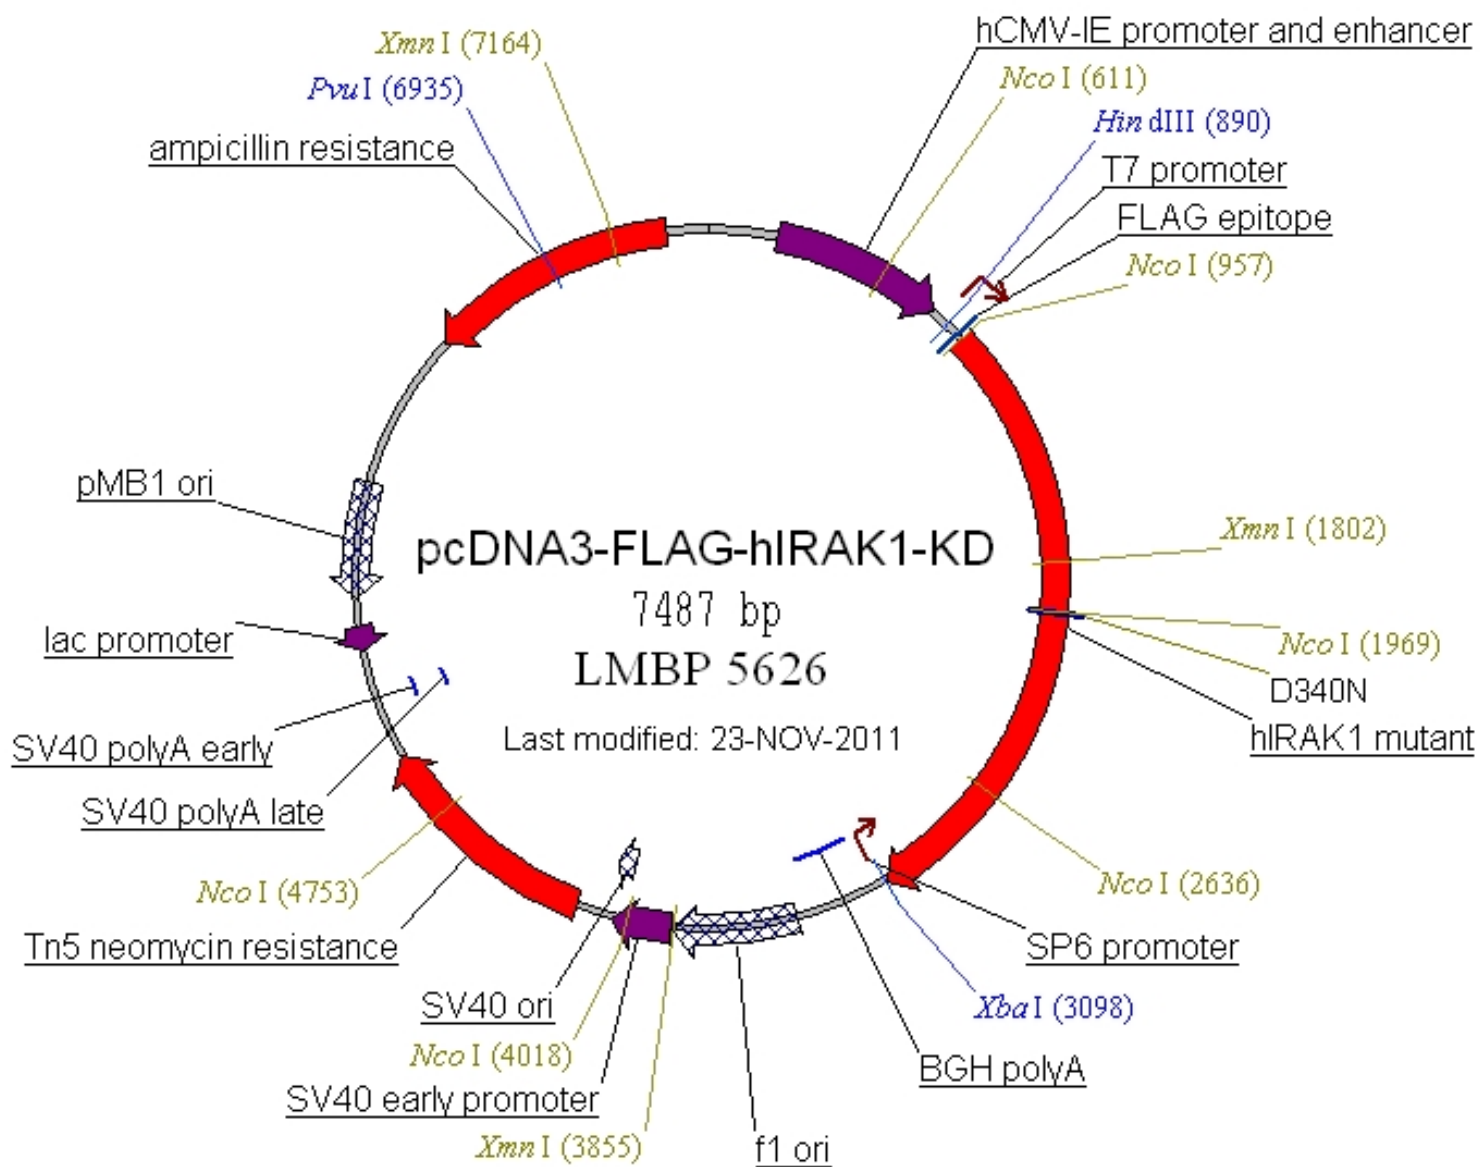 hCMV-IE promoter and enhancer
XmnI (7164)
NcoI (611)
PvuI (6935)
HindIII (890)
ampicillin resistance
T7 promoter
FLAG epitope
NcoI (957)
pMB1 ori
XmnI (1802)
pcDNA3-FLAG-hIRAK1-KD
7487 bp
LMBP 5626
Last modified: 23-NOV-2011
lac promoter
NcoI (1969)
D340N
hIRAK1 mutant
SV40 polyA early
SV40 polyA late
NcoI (4753)
NcoI (2636)
Tn5 neomycin resistance
SP6 promoter
SV40 ori
XbaI (3098)
NcoI (4018)
BGH polyA
SV40 early promoter
XmnI (3855)
f1 ori